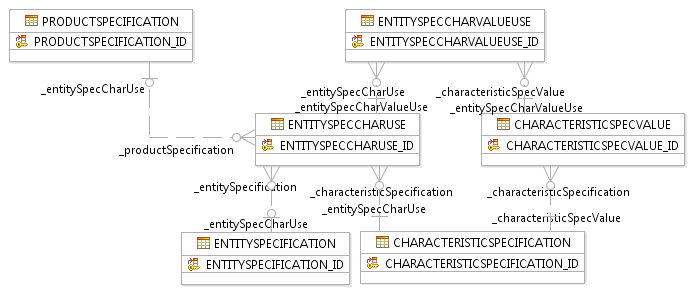 PRODUCTSPECIFICATION
PRODUCTSPECIFICATION_ID
ENTITYSPECCHARVALUEUSE
ENTITYSPECCHARVALUEUSE_ID
_entitySpecCharUse
_entitySpecCharUse
_characteristicSpecValue
_entitySpecCharValueUse
_entitySpecCharValueUse
ENTITYSPECCHARUSE
ENTITYSPECCHARUSE_ID
CHARACTERISTICSPECVALUE
CHARACTERISTICSPECVALUE_ID
_productSpecification
_entitySpecification
_characteristicSpecification
_characteristicSpecification
_entitySpecCharUse
_entitySpecCharUse
_characteristicSpecValue
ENTITYSPECIFICATION
ENTITYSPECIFICATION_ID
CHARACTERISTICSPECIFICATION
CHARACTERISTICSPECIFICATION_ID